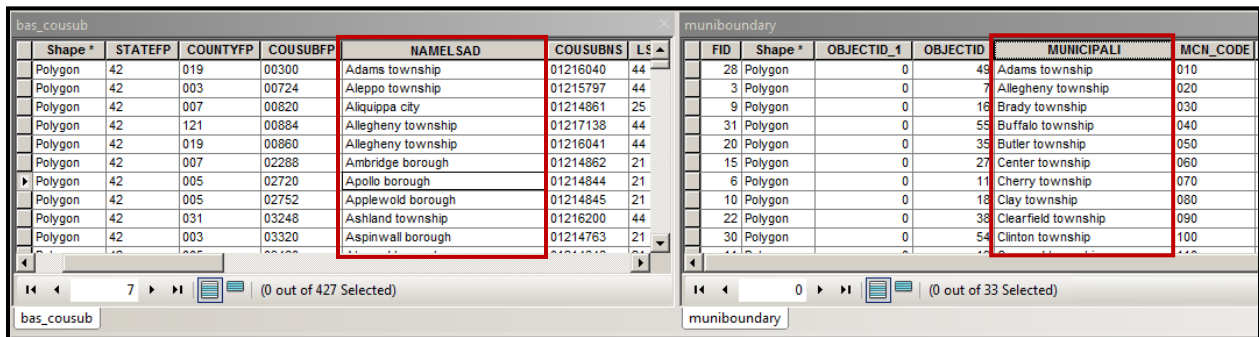 bas_cousub
Shape * STATEFP COUNTYFP COUSUBFP NAMELSAD COUSUBNS LS
Polygon 42 019 00300 Adams township 01216040 44
Polygon 42 003 00724 Aleppo township 01215797 44
Polygon 42 007 00820 Aliquippa city 01214861 25
Polygon 42 121 00884 Allegheny township 01217138 44
Polygon 42 019 00860 Allegheny township 01216041 44
Polygon 42 007 02288 Ambridge borough 01214862 21
Polygon 42 005 02720 Apollo borough 01214844 21
Polygon 42 005 02752 Applewold borough 01214845 21
Polygon 42 031 03248 Ashland township 01216200 44
Polygon 42 003 03320 Aspinwall borough 01214763 21
7 (0 out of 427 Selected)
bas_cousub
muniboundary
FID Shape * OBJECTID_1 OBJECTID MUNICIPALI MCN_CODE
28 Polygon 0 49 Adams township 010
3 Polygon 0 7 Allegheny township 020
9 Polygon 0 16 Brady township 030
31 Polygon 0 55 Buffalo township 040
20 Polygon 0 35 Butler township 050
15 Polygon 0 27 Center township 060
6 Polygon 0 11 Cherry township 070
10 Polygon 0 18 Clay township 080
22 Polygon 0 38 Clearfield township 090
30 Polygon 0 54 Clinton township 100
0 (0 out of 33 Selected)
muniboundary